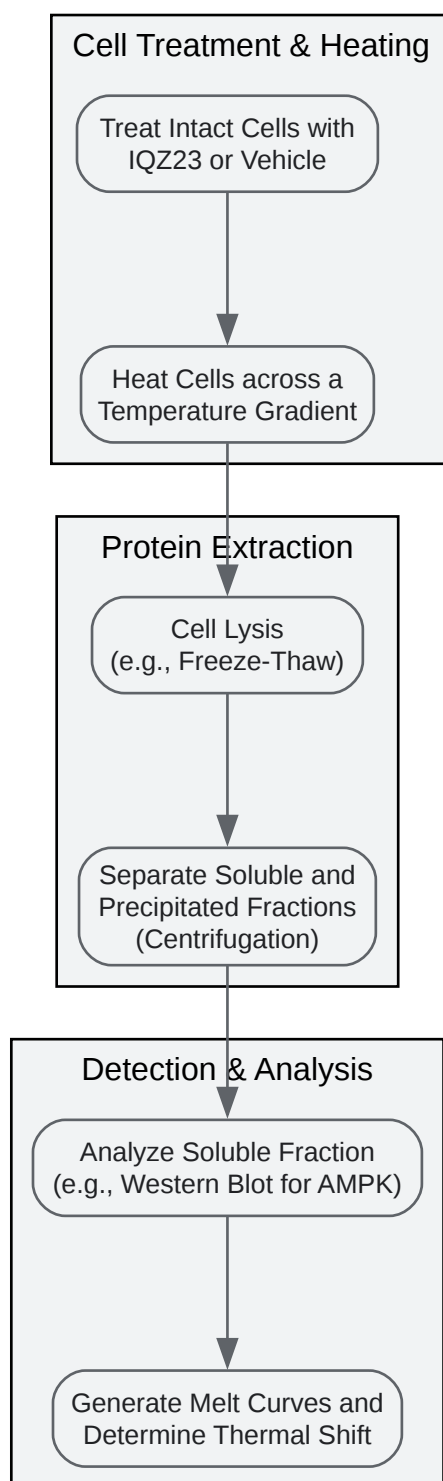 Cell Treatment & Heating
Treat Intact Cells with
IQZ23 or Vehicle
Heat Cells across a
Temperature Gradient
Protein Extraction
Cell Lysis
(e.g., Freeze-Thaw)
Separate Soluble and
Precipitated Fractions
(Centrifugation)
Detection & Analysis
Analyze Soluble Fraction
(e.g., Western Blot for AMPK)
Generate Melt Curves and
Determine Thermal Shift